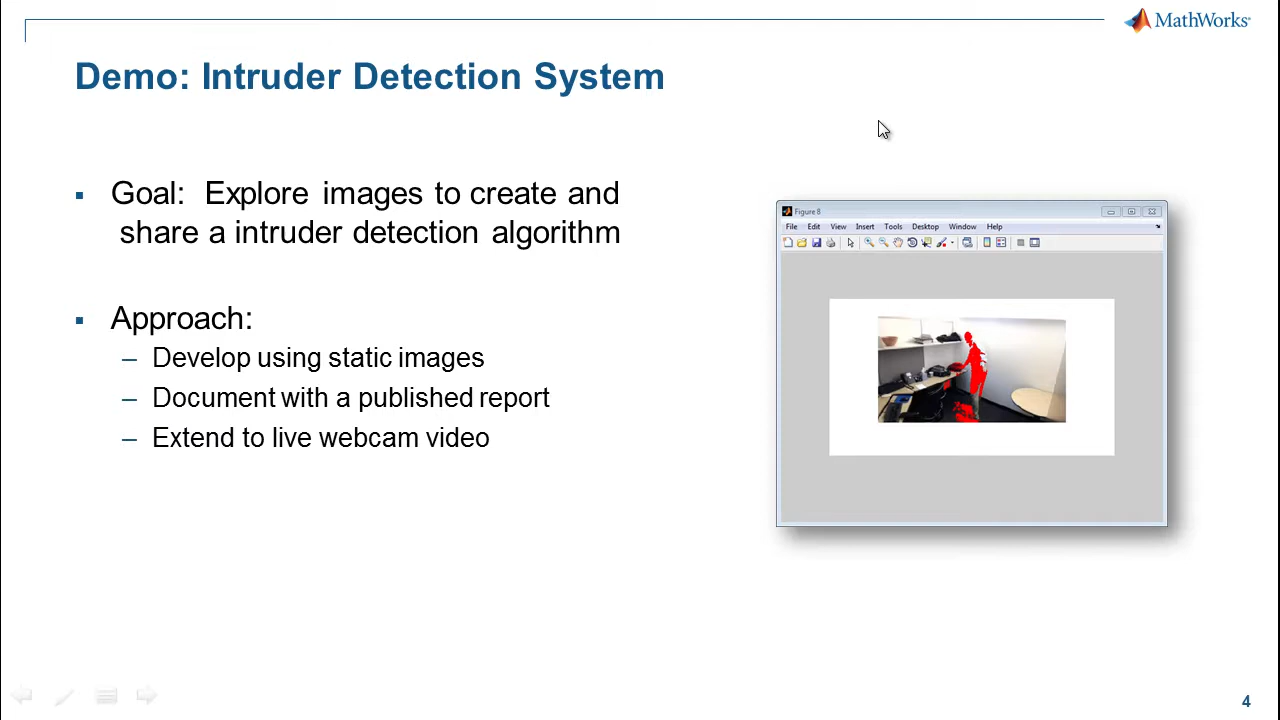 MathWorks®
Demo: Intruder Detection System
Goal: Explore images to create and
share a intruder detection algorithm
Approach:
– Develop using static images
– Document with a published report
– Extend to live webcam video
Figure 8
File Edit View Insert Tools Desktop Window Help
4